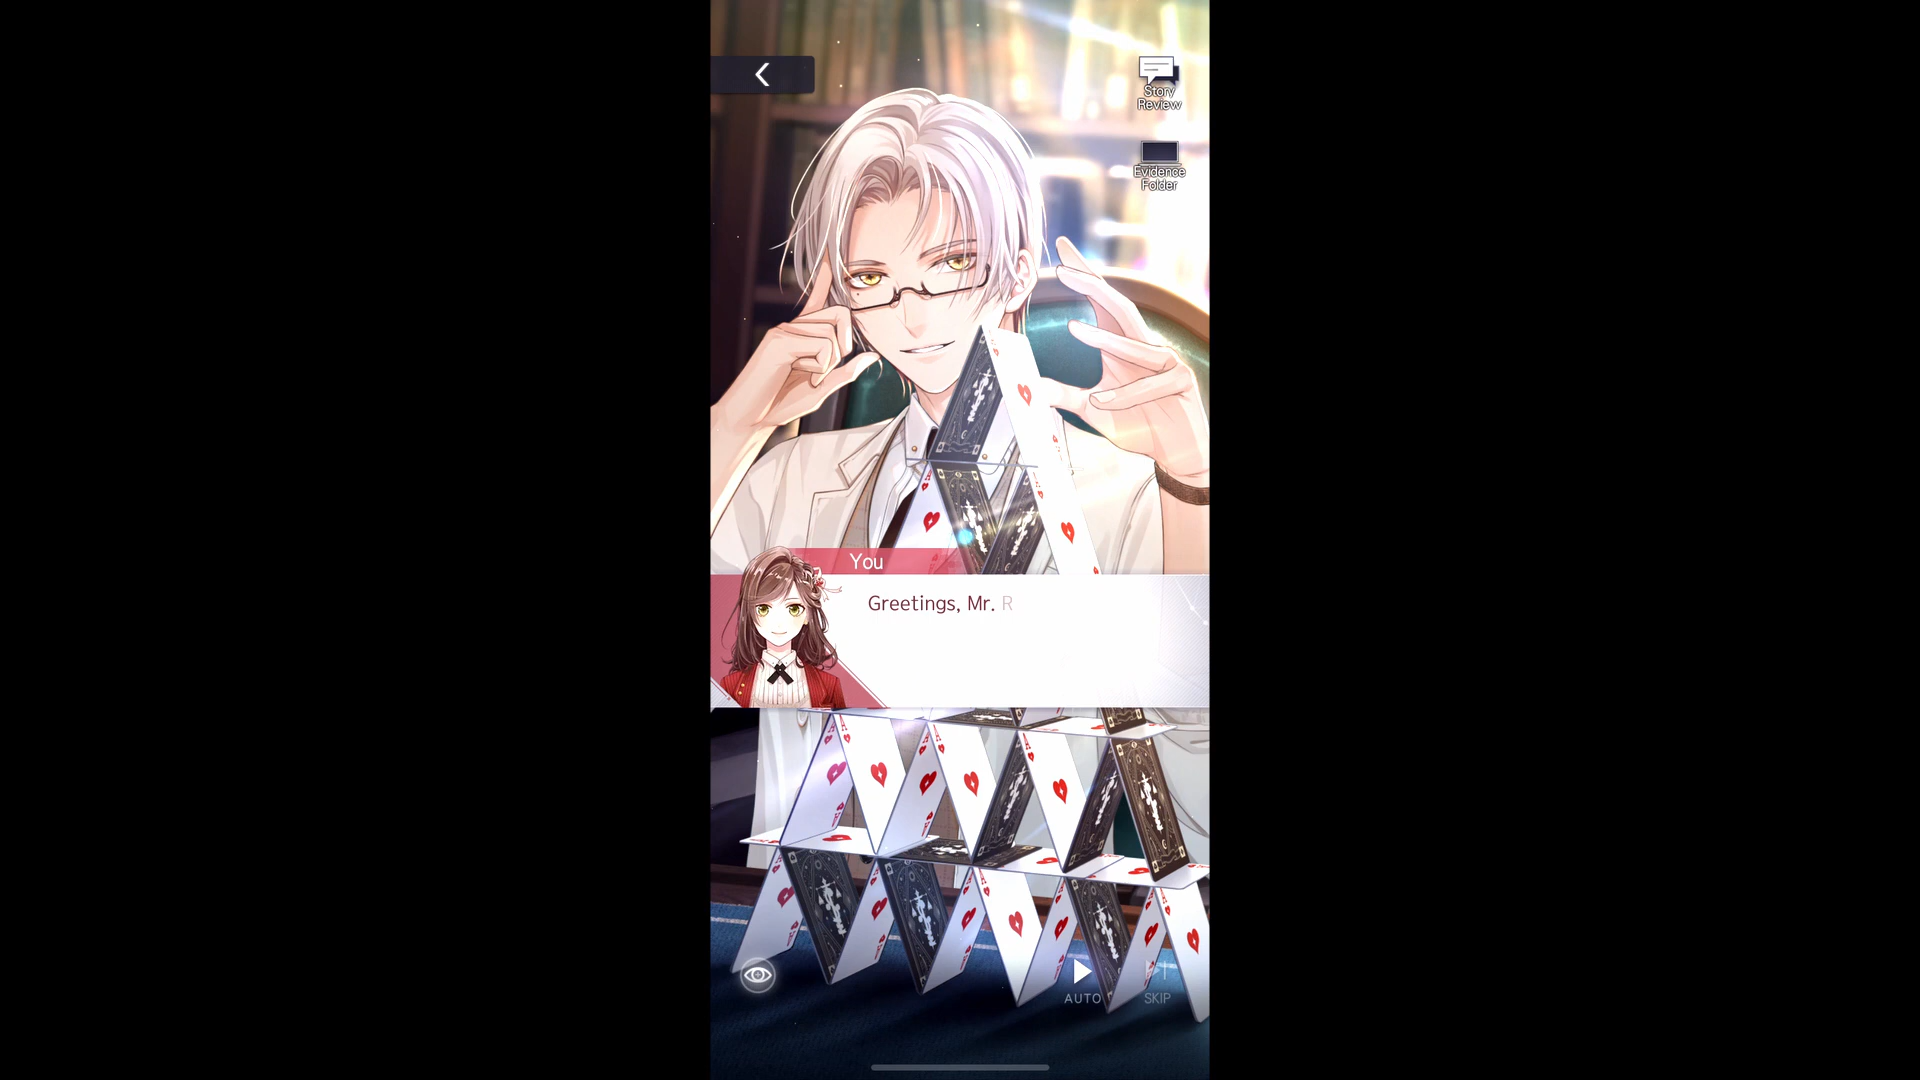 Story
Review
Evidence
Folder
You
Greetings, Mr. R
AUTO
SKIP